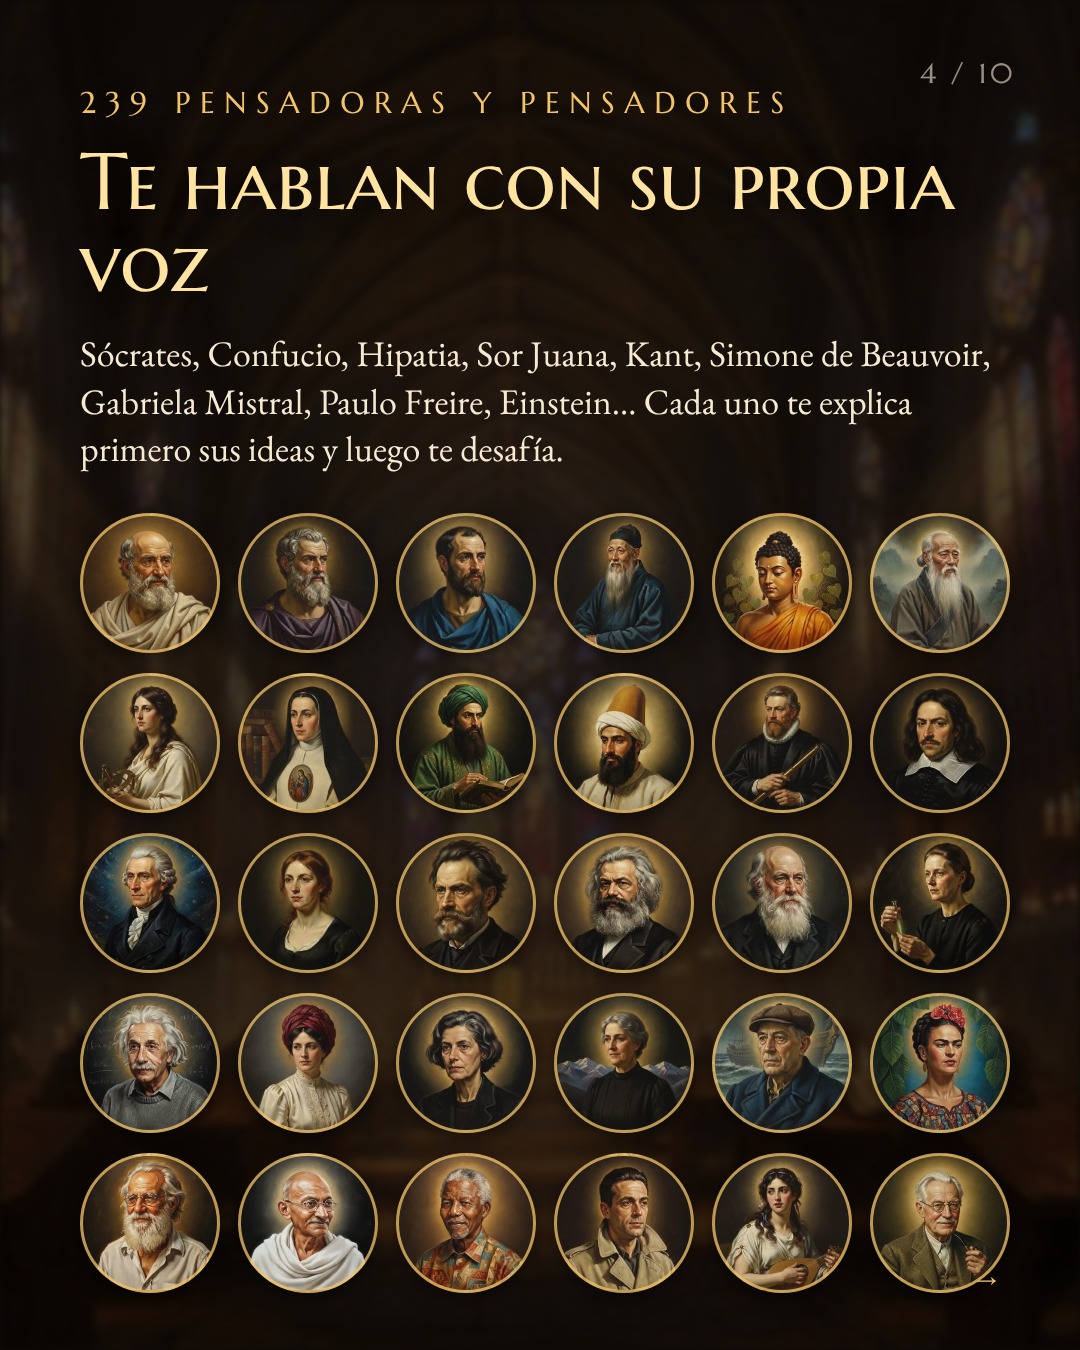 4 / 10
239 PENSADORAS Y PENSADORES
Te hablan con su propia
voz
Sócrates, Confucio, Hipatia, Sor Juana, Kant, Simone de Beauvoir,
Gabriela Mistral, Paulo Freire, Einstein... Cada uno te explica
primero sus ideas y luego te desafía.
→